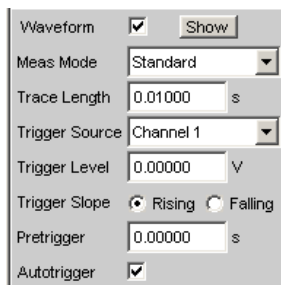 Waveform Show
Meas Mode Standard
Trace Length 0.01000 s
Trigger Source Channel 1
Trigger Level 0.00000 V
Trigger Slope Rising Falling
Pretrigger 0.00000 s
Autotrigger